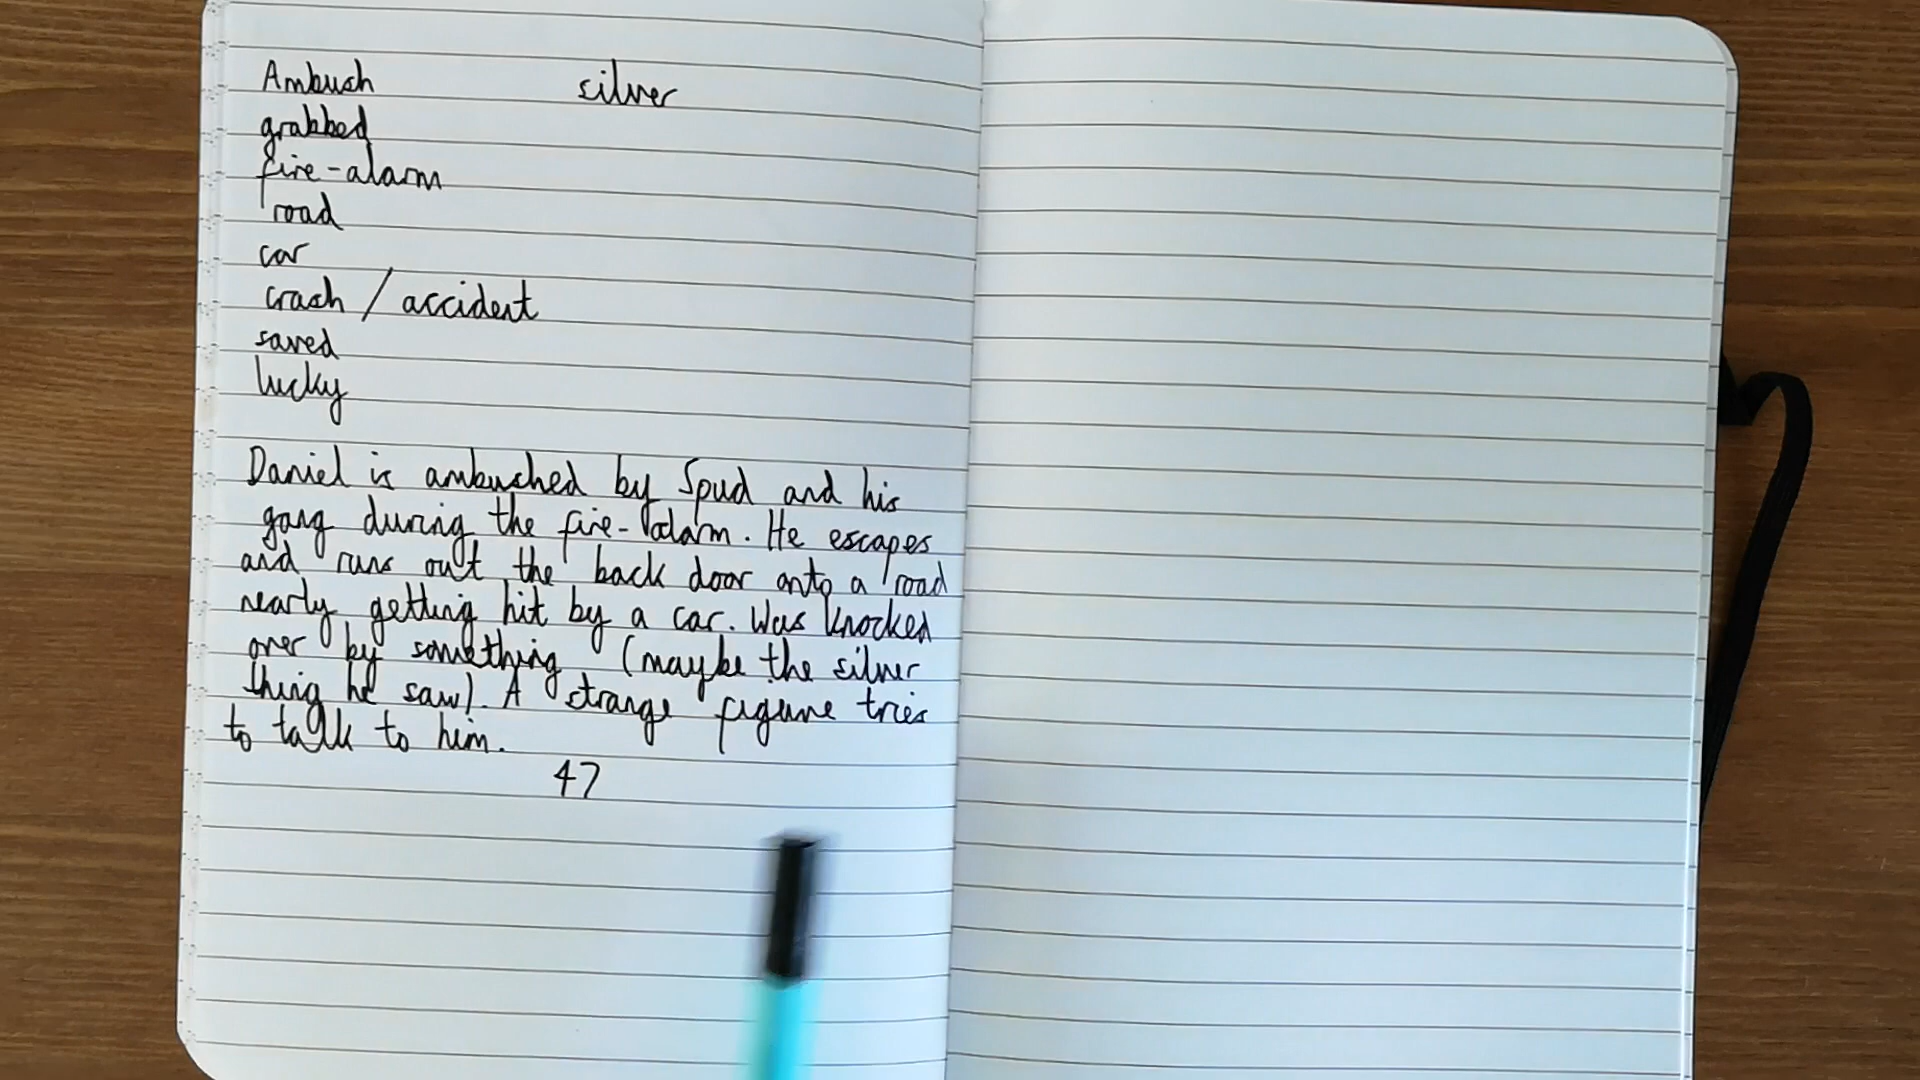 Ambush silver
grabbed
fire-alarm
road
car
crash / accident
saved
lucky
Daniel is ambushed by Spud and his
gang during the fire-alarm. He escapes
and runs out the back door onto a road
nearly getting hit by a car. Was knocked
over by something (maybe the silver
thing he saw). A strange figure tries
to talk to him.
47